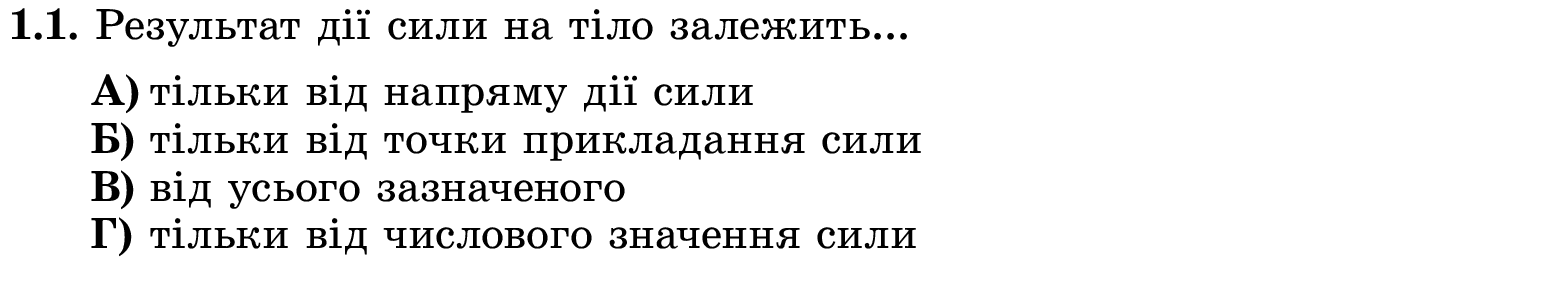 1.1. Результат дії сили на тіло залежить...
А) тільки від напряму дії сили
Б) тільки від точки прикладання сили
В) від усього зазначеного
Г) тільки від числового значення сили